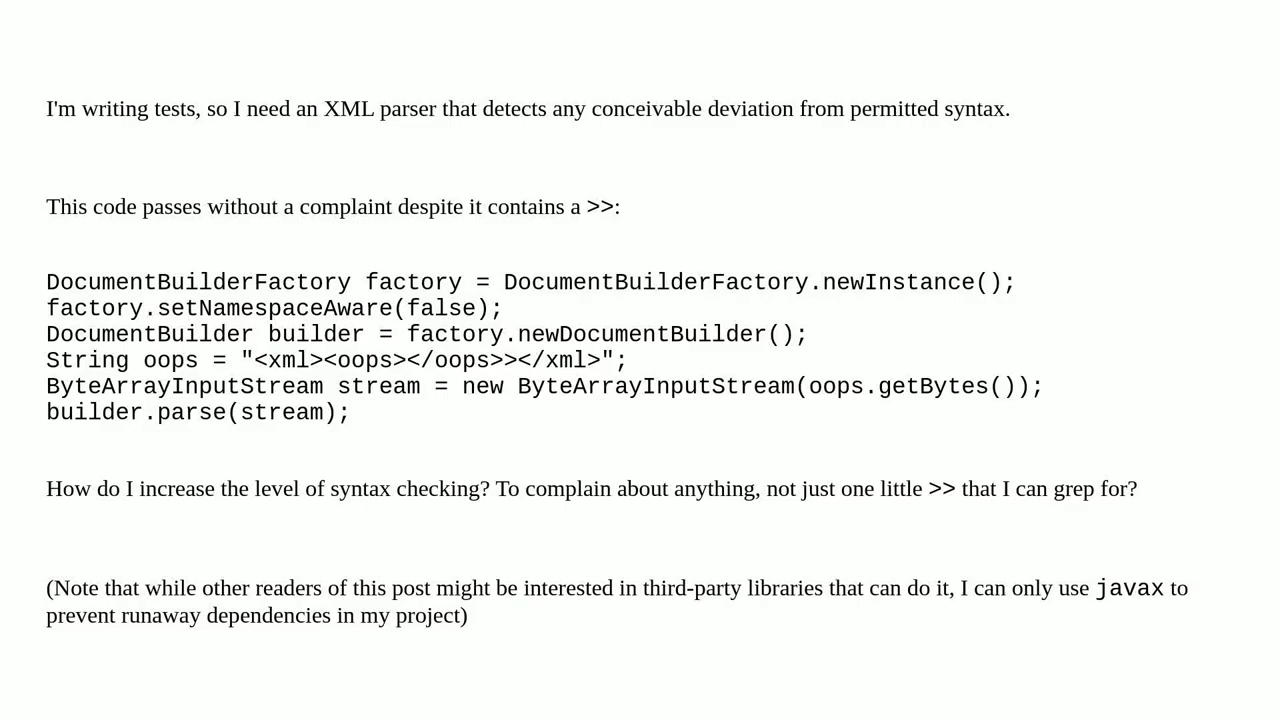 I'm writing tests, so I need an XML parser that detects any conceivable deviation from permitted syntax.
This code passes without a complaint despite it contains a >>:
DocumentBuilderFactory factory = DocumentBuilderFactory.newInstance();
factory.setNamespaceAware(false);
DocumentBuilder builder = factory.newDocumentBuilder();
String oops = "<xml><oops></oops>></xml>";
ByteArrayInputStream stream = new ByteArrayInputStream(oops.getBytes());
builder.parse(stream);
How do I increase the level of syntax checking? To complain about anything, not just one little >> that I can grep for?
(Note that while other readers of this post might be interested in third-party libraries that can do it, I can only use javax to
prevent runaway dependencies in my project)